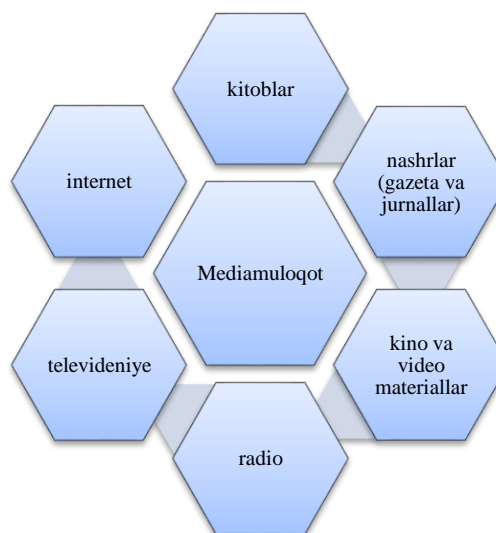 kitoblar
nashrlar
(gazeta va
jurnallar)
kino va
video
materiallar
radio
televideniye
internet
Mediamuloqot